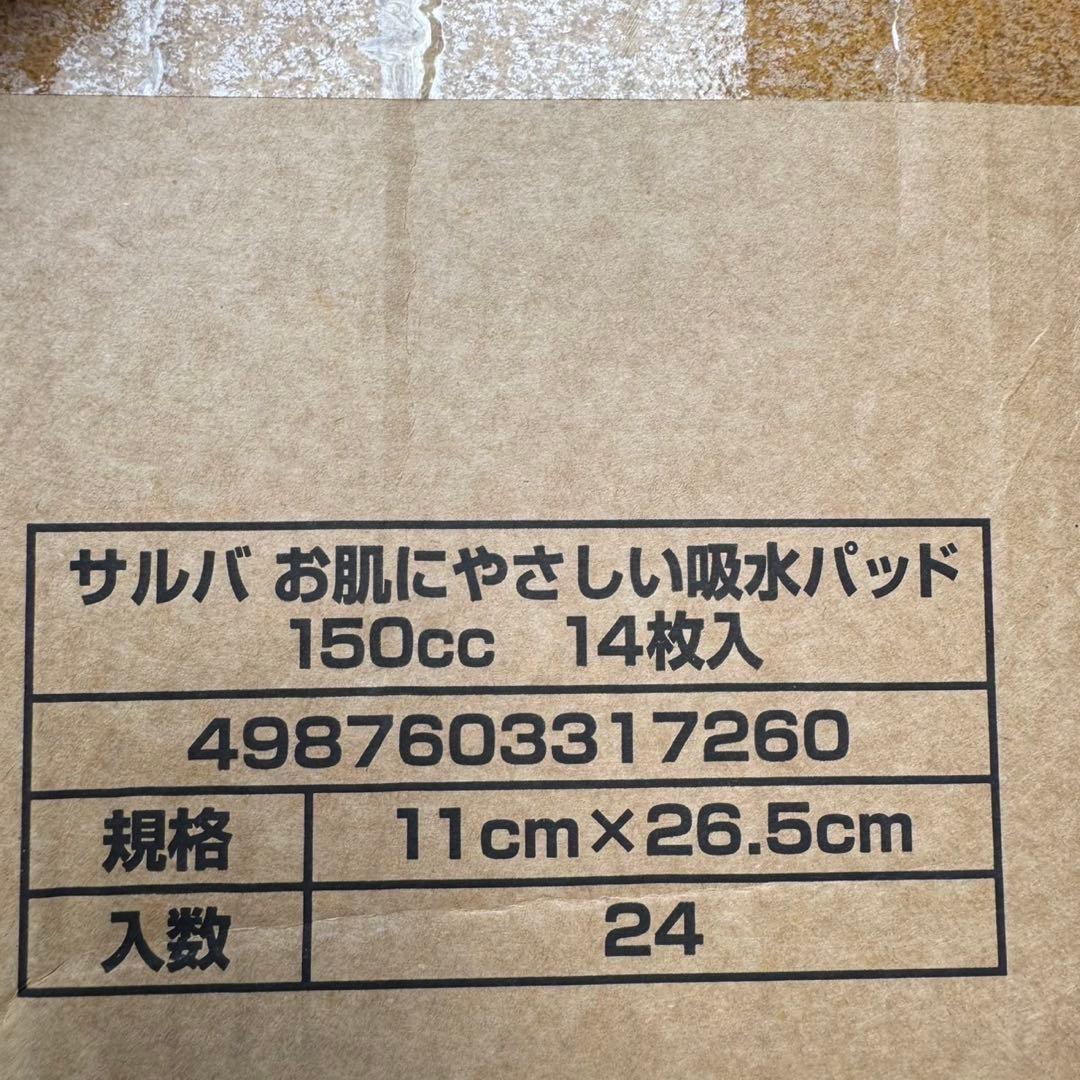 サルバ お肌にやさしい吸水パッド
150cc 14枚入
4987603317260
規格 11cm×26.5cm
入数 24